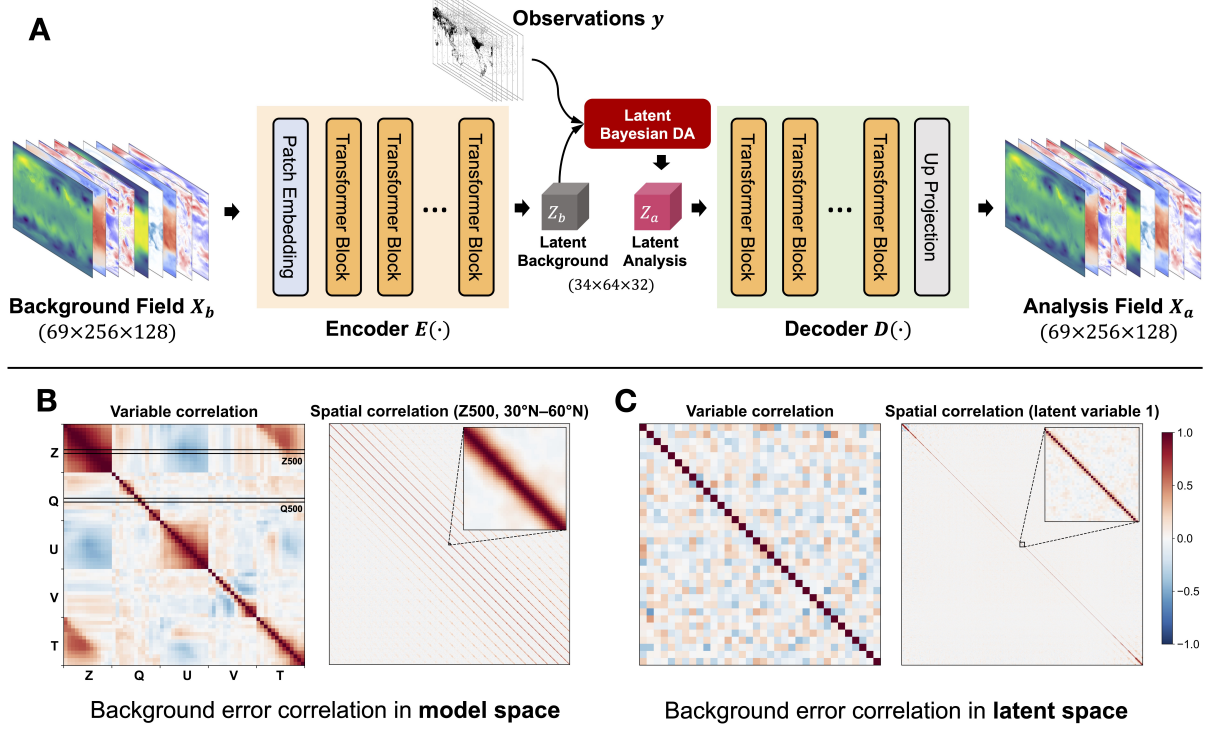 A
Observations y
Latent
Bayesian DA
Patch Embedding
Transformer Block
Transformer Block
...
Transformer Block
Z_b
Latent
Background
Z_a
Latent
Analysis
(34×64×32)
Transformer Block
Transformer Block
...
Transformer Block
Up Projection
Background Field X_b
(69×256×128)
Encoder E(·)
Decoder D(·)
Analysis Field X_a
(69×256×128)
B
Variable correlation
Spatial correlation (Z500, 30°N–60°N)
Z
Q
U
V
T
Z500
Q500
Z Q U V T
Background error correlation in model space
C
Variable correlation
Spatial correlation (latent variable 1)
1.0
0.5
0.0
−0.5
−1.0
Background error correlation in latent space